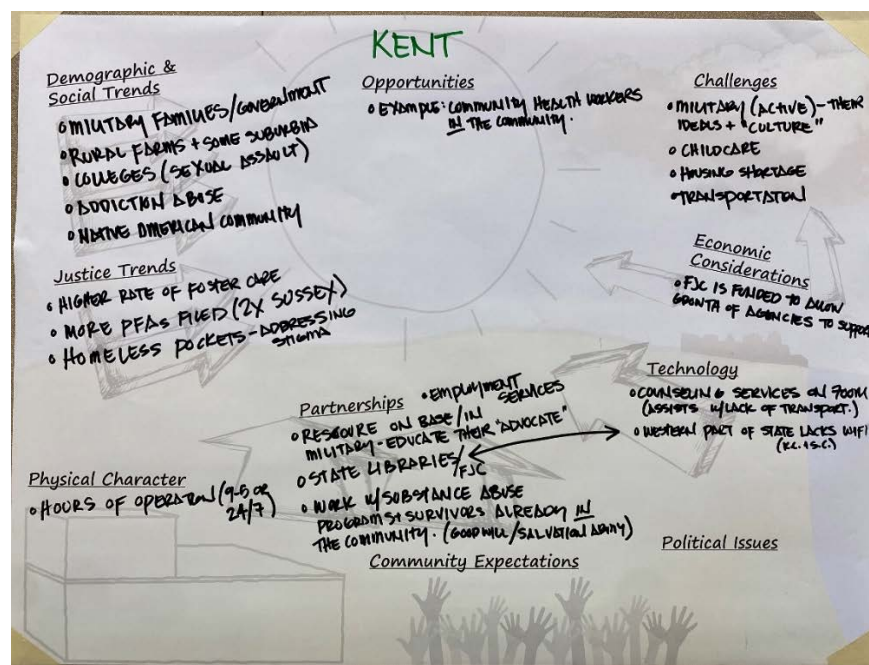 KENT
Demographic &
Social Trends
• MILITARY FAMILIES/GOVERNMENT
• RURAL FARMS + SOME SUBURBIA
• COLLEGES (SEXUAL ASSAULT)
• ADDICTION ABUSE
• NATIVE AMERICAN COMMUNITY
Opportunities
• EXAMPLE: COMMUNITY HEALTH WORKERS
IN THE COMMUNITY.
Challenges
• MILITARY (ACTIVE) - THEIR
IDEALS + "CULTURE"
• CHILDCARE
• HOUSING SHORTAGE
• TRANSPORTATION
Justice Trends
• HIGHER RATE OF FOSTER CARE
• MORE PFAs FILED (2X SUSSEX)
• HOMELESS POCKETS - ADDRESSING
STIGMA
Economic
Considerations
• FJC IS FUNDED TO ALLOW
GROWTH OF AGENCIES TO SUPPORT
Technology
• COUNSELING SERVICES ON ZOOM
(ASSISTS W/LACK OF TRANSPORT.)
• WESTERN PART OF STATE LACKS WIFI
(K.C. + S.C.)
Partnerships
• EMPLOYMENT
SERVICES
• RESOURE ON BASE/IN
MILITARY - EDUCATE THEIR "ADVOCATE"
• STATE LIBRARIES/
FJC
• WORK W/SUBSTANCE ABUSE
PROGRAMS + SURVIVORS ALREADY IN
THE COMMUNITY. (GOODWILL/SALVATION ARMY)
Physical Character
• HOURS OF OPERATION (9-5 OR
24/7)
Community Expectations
Political Issues